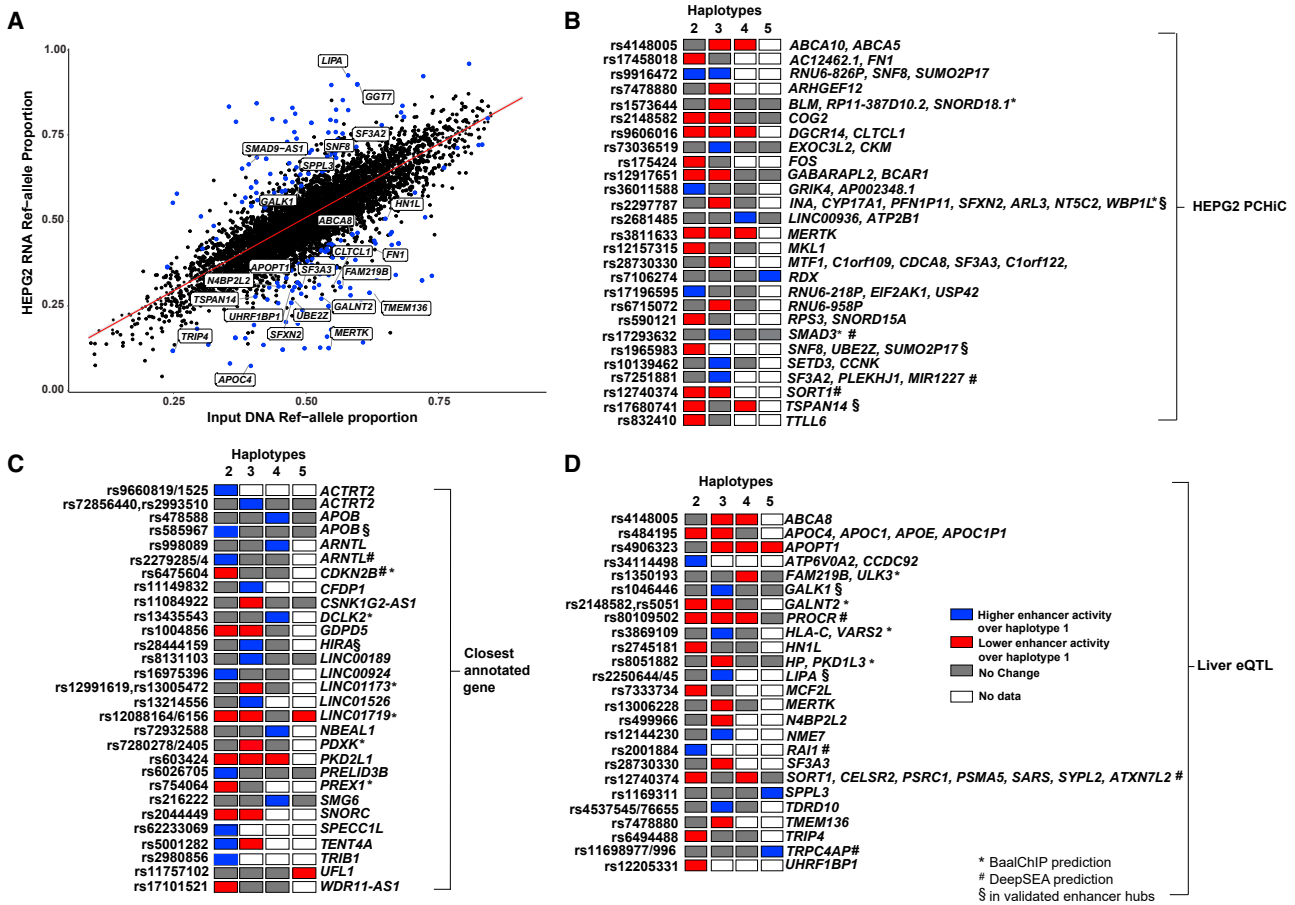 A
1.00
0.75
0.50
0.25
0.00
HEPG2 RNA Ref-allele Proportion
LIPA
GGT7
SF3A2
SNF8
SMAD9-AS1
SPPL3
GALK1
HN1L
ABCA8
CLTCL1
FN1
APOPT1
SF3A3
FAM219B
N4BP2L2
TSPAN14
GALNT2
TMEM136
UHRF1BP1
UBE2Z
TRIP4
SFXN2
MERTK
APOC4
0.25
0.50
0.75
Input DNA Ref-allele proportion
B
Haplotypes
2 3 4 5
rs4148005 ABCA10, ABCA5
rs17458018 AC12462.1, FN1
rs9916472 RNU6-826P, SNF8, SUMO2P17
rs7478880 ARHGEF12
rs1573644 BLM, RP11-387D10.2, SNORD18.1*
rs2148582 COG2
rs9606016 DGCR14, CLTCL1
rs73036519 EXOC3L2, CKM
rs175424 FOS
rs12917651 GABARAPL2, BCAR1
rs36011588 GRIK4, AP002348.1
rs2297787 INA, CYP17A1, PFN1P11, SFXN2, ARL3, NT5C2, WBP1L*§
rs2681485 LINC00936, ATP2B1
rs3811633 MERTK
rs12157315 MKL1
rs28730330 MTF1, C1orf109, CDCA8, SF3A3, C1orf122,
rs7106274 RDX
rs17196595 RNU6-218P, EIF2AK1, USP42
rs6715072 RNU6-958P
rs590121 RPS3, SNORD15A
rs17293632 SMAD3* #
rs1965983 SNF8, UBE2Z, SUMO2P17 §
rs10139462 SETD3, CCNK
rs7251881 SF3A2, PLEKHJ1, MIR1227 #
rs12740374 SORT1#
rs17680741 TSPAN14 §
rs832410 TTLL6
HEPG2 PCHiC
C
Haplotypes
2 3 4 5
rs9660819/1525 ACTRT2
rs72856440,rs2993510 ACTRT2
rs478588 APOB
rs585967 APOB §
rs998089 ARNTL
rs2279285/4 ARNTL#
rs6475604 CDKN2B# *
rs11149832 CFDP1
rs11084922 CSNK1G2-AS1
rs13435543 DCLK2*
rs1004856 GDPD5
rs28444159 HIRA§
rs8131103 LINC00189
rs16975396 LINC00924
rs12991619,rs13005472 LINC01173*
rs13214556 LINC01526
rs12088164/6156 LINC01719*
rs72932588 NBEAL1
rs7280278/2405 PDXK*
rs603424 PKD2L1
rs6026705 PRELID3B
rs754064 PREX1*
rs216222 SMG6
rs2044449 SNORC
rs62233069 SPECC1L
rs5001282 TENT4A
rs2980856 TRIB1
rs11757102 UFL1
rs17101521 WDR11-AS1
Closest
annotated
gene
D
Haplotypes
2 3 4 5
rs4148005 ABCA8
rs484195 APOC4, APOC1, APOE, APOC1P1
rs4906323 APOPT1
rs34114498 ATP6V0A2, CCDC92
rs1350193 FAM219B, ULK3*
rs1046446 GALK1 §
rs2148582,rs5051 GALNT2 *
rs80109502 PROCR #
rs3869109 HLA-C, VARS2 *
rs2745181 HN1L
rs8051882 HP, PKD1L3 *
rs2250644/45 LIPA §
rs7333734 MCF2L
rs13006228 MERTK
rs499966 N4BP2L2
rs12144230 NME7
rs2001884 RAI1 #
rs28730330 SF3A3
rs12740374 SORT1, CELSR2, PSRC1, PSMA5, SARS, SYPL2, ATXN7L2 #
rs1169311 SPPL3
rs4537545/76655 TDRD10
rs7478880 TMEM136
rs6494488 TRIP4
rs11698977/996 TRPC4AP#
rs12205331 UHRF1BP1
Higher enhancer activity
over haplotype 1
Lower enhancer activity
over haplotype 1
No Change
No data
Liver eQTL
* BaalChIP prediction
# DeepSEA prediction
§ in validated enhancer hubs